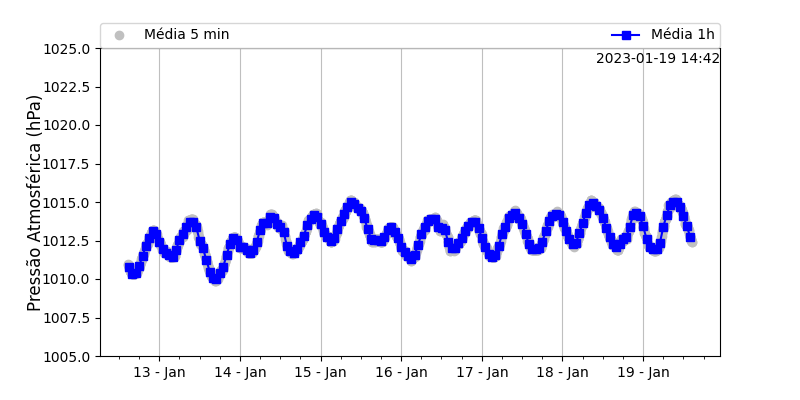 Média 5 min
Média 1h
2023-01-19 14:42
Pressão Atmosférica (hPa)
1025.0
1022.5
1020.0
1017.5
1015.0
1012.5
1010.0
1007.5
1005.0
13 - Jan
14 - Jan
15 - Jan
16 - Jan
17 - Jan
18 - Jan
19 - Jan